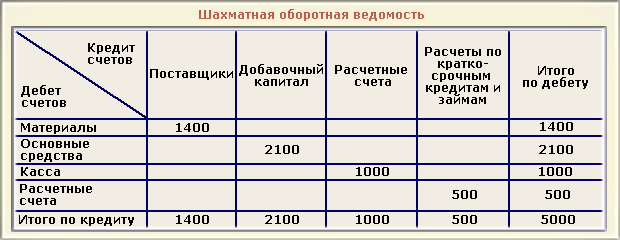 Шахматная оборотная ведомость
Кредит
счетов
Дебет
счетов
Поставщики
Добавочный
капитал
Расчетные
счета
Расчеты по
кратко-
срочным
кредитам и
займам
Итого
по дебету
Материалы 1400 1400
Основные
средства 2100 2100
Касса 1000 1000
Расчетные
счета 500 500
Итого по кредиту 1400 2100 1000 500 5000